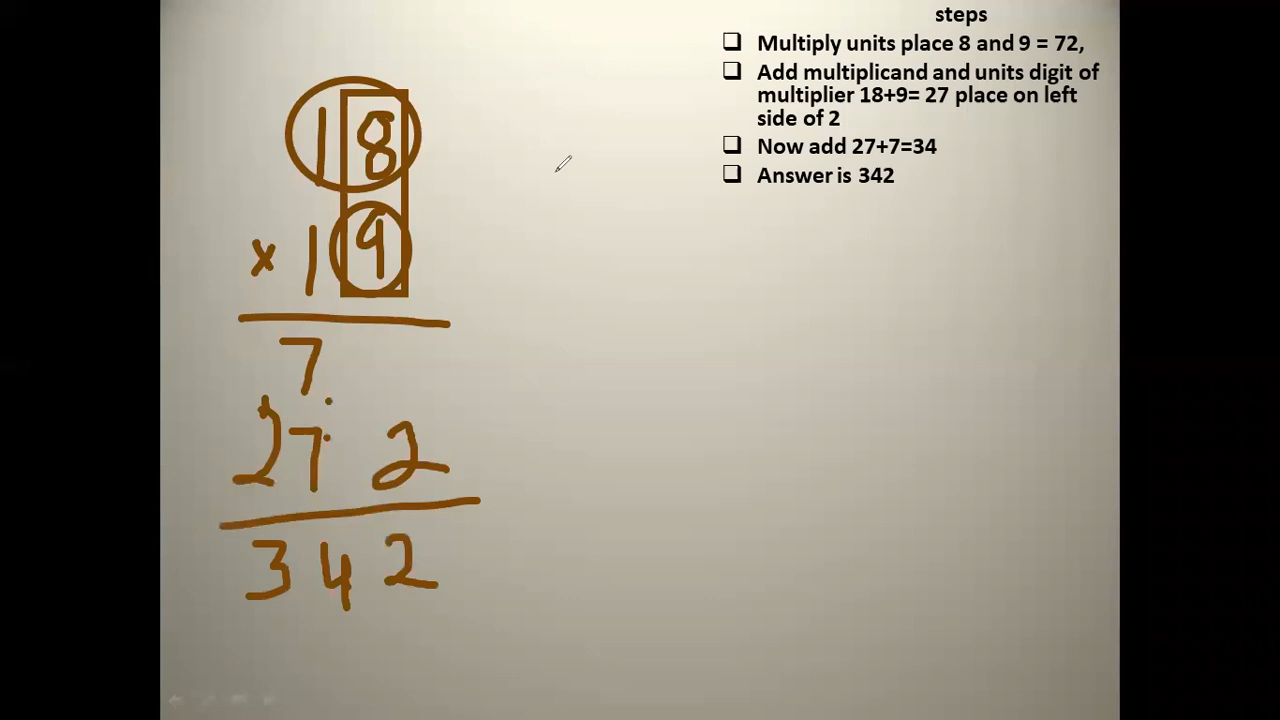 steps
❑ Multiply units place 8 and 9 = 72,
❑ Add multiplicand and units digit of
multiplier 18+9= 27 place on left
side of 2
❑ Now add 27+7=34
❑ Answer is 342
18
x 19
7
27 2
342